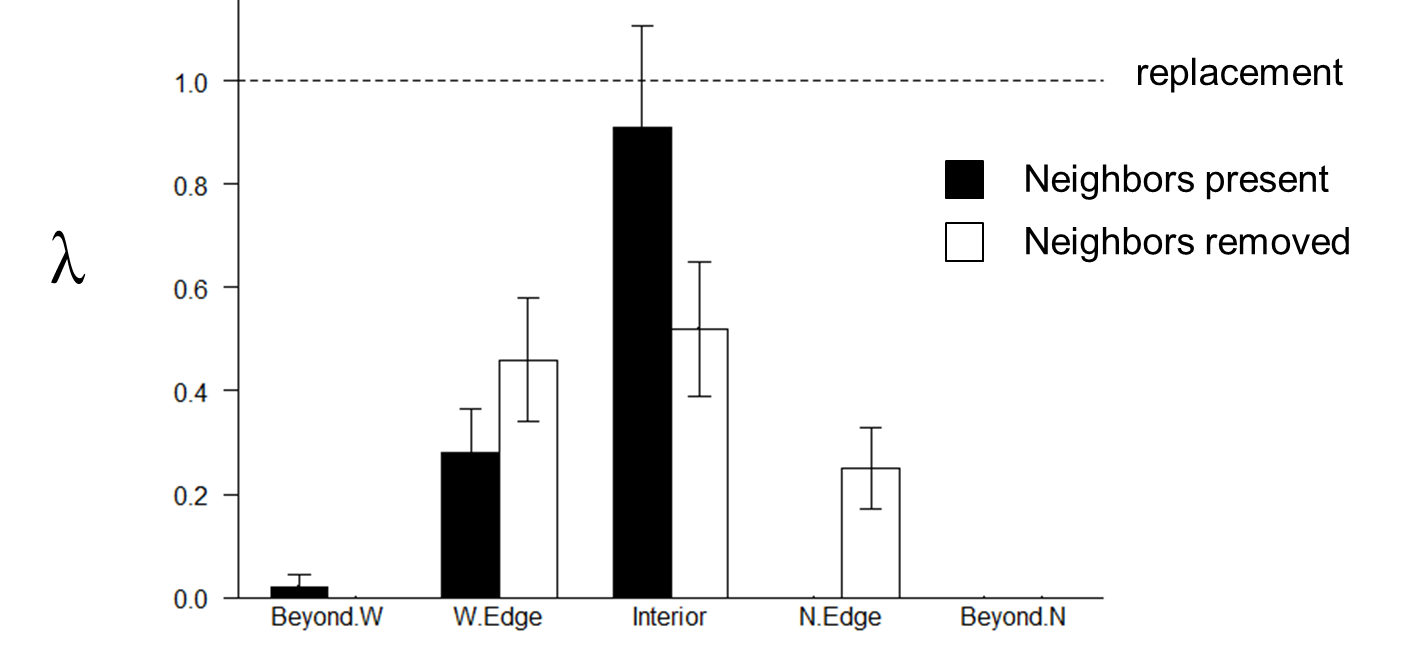 1.0
0.8
0.6
0.4
0.2
0.0
λ
Beyond.W W.Edge Interior N.Edge Beyond.N
replacement
Neighbors present
Neighbors removed